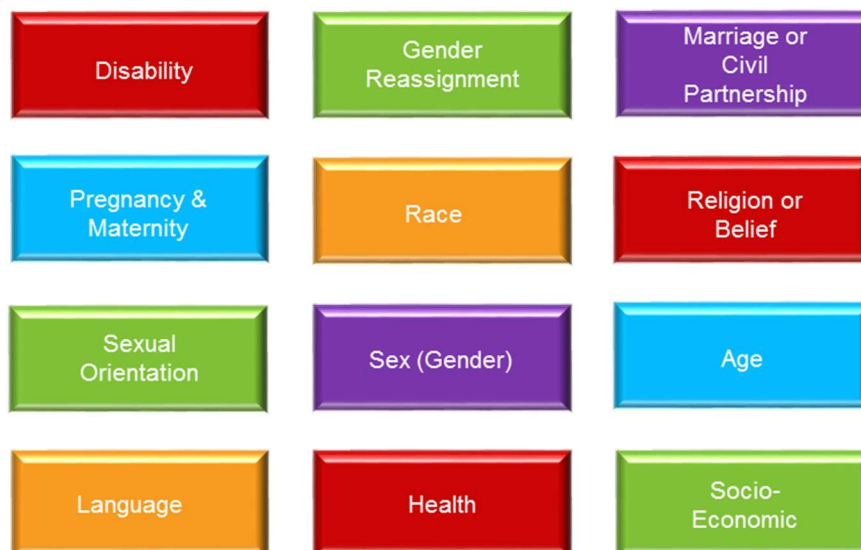 Disability
Gender
Reassignment
Marriage or
Civil
Partnership
Pregnancy &
Maternity
Race
Religion or
Belief
Sexual
Orientation
Sex (Gender)
Age
Language
Health
Socio-
Economic